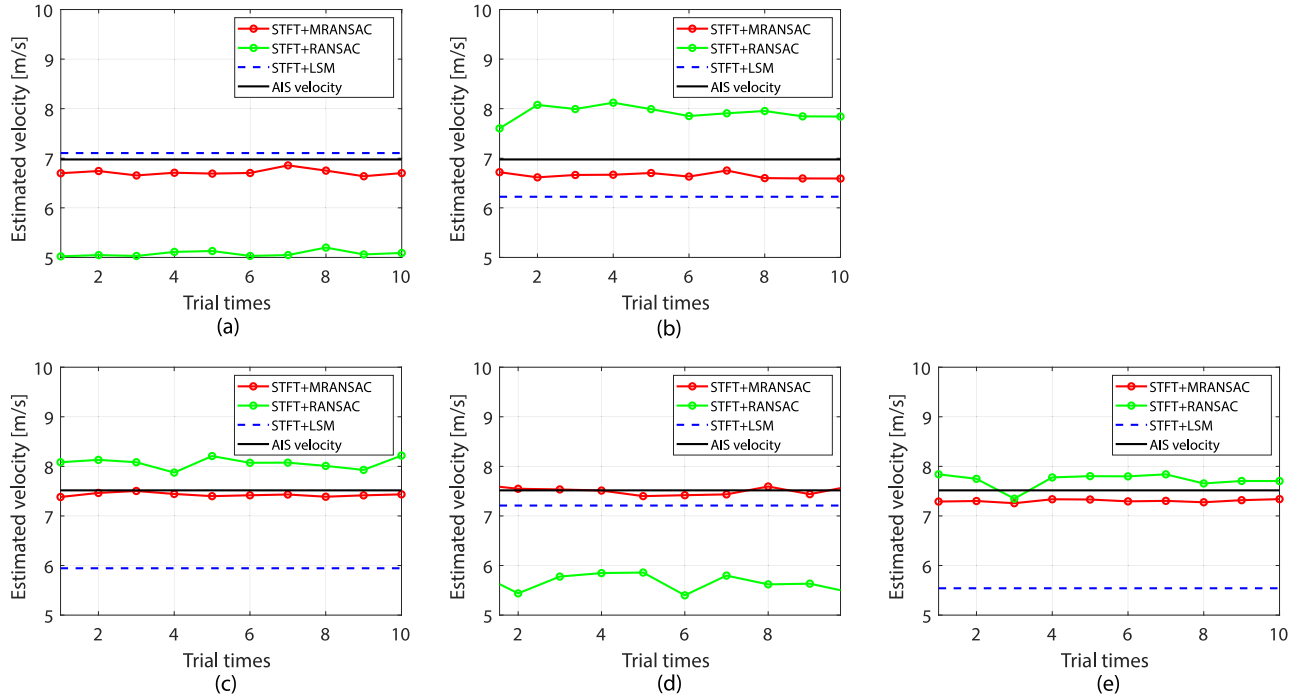 Estimated velocity [m/s]
10
9
8
7
6
5
STFT+MRANSAC
STFT+RANSAC
STFT+LSM
AIS velocity
2 4 6 8 10
Trial times
(a)
Estimated velocity [m/s]
10
9
8
7
6
5
STFT+MRANSAC
STFT+RANSAC
STFT+LSM
AIS velocity
2 4 6 8 10
Trial times
(b)
Estimated velocity [m/s]
10
9
8
7
6
5
STFT+MRANSAC
STFT+RANSAC
STFT+LSM
AIS velocity
2 4 6 8 10
Trial times
(c)
Estimated velocity [m/s]
10
9
8
7
6
5
STFT+MRANSAC
STFT+RANSAC
STFT+LSM
AIS velocity
2 4 6 8
Trial times
(d)
Estimated velocity [m/s]
10
9
8
7
6
5
STFT+MRANSAC
STFT+RANSAC
STFT+LSM
AIS velocity
2 4 6 8 10
Trial times
(e)